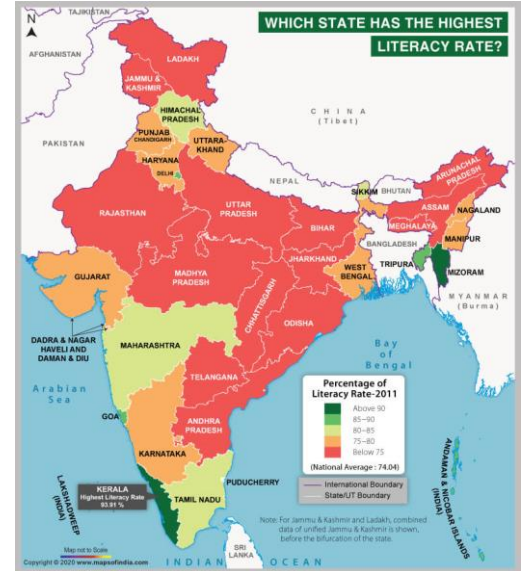 WHICH STATE HAS THE HIGHEST
LITERACY RATE?
N
TAJIKISTAN
AFGHANISTAN
LADAKH
JAMMU &
KASHMIR
HIMACHAL
PRADESH
CHINA
(Tibet)
PAKISTAN
PUNJAB
CHANDIGARH
UTTARA-
KHAND
HARYANA
DELHI
NEPAL
SIKKIM
BHUTAN
ARUNACHAL
PRADESH
RAJASTHAN
UTTAR
PRADESH
BIHAR
ASSAM
NAGALAND
MEGHALAYA
MANIPUR
BANGLADESH
TRIPURA
MIZORAM
JHARKHAND
WEST
BENGAL
GUJARAT
MADHYA
PRADESH
CHHATTISGARH
ODISHA
MYANMAR
(Burma)
DADRA & NAGAR
HAVELI AND
DAMAN & DIU
MAHARASHTRA
Bay
of
Bengal
Arabian
Sea
TELANGANA
GOA
ANDHRA
PRADESH
KARNATAKA
Percentage of
Literacy Rate-2011
Above 90
85-90
80-85
75-80
Below 75
(National Average : 74.04)
International Boundary
State/UT Boundary
ANDAMAN & NICOBAR ISLANDS
(INDIA)
PUDUCHERRY
KERALA
Highest Literacy Rate
93.91 %
TAMIL NADU
LAKSHADWEEP
(INDIA)
Note: For Jammu & Kashmir and Ladakh, combined
data of unified Jammu & Kashmir is shown,
before the bifurcation of the state.
Map not to Scale
SRI
LANKA
Copyright © 2020 www.mapsofindia.com
INDIAN OCEAN